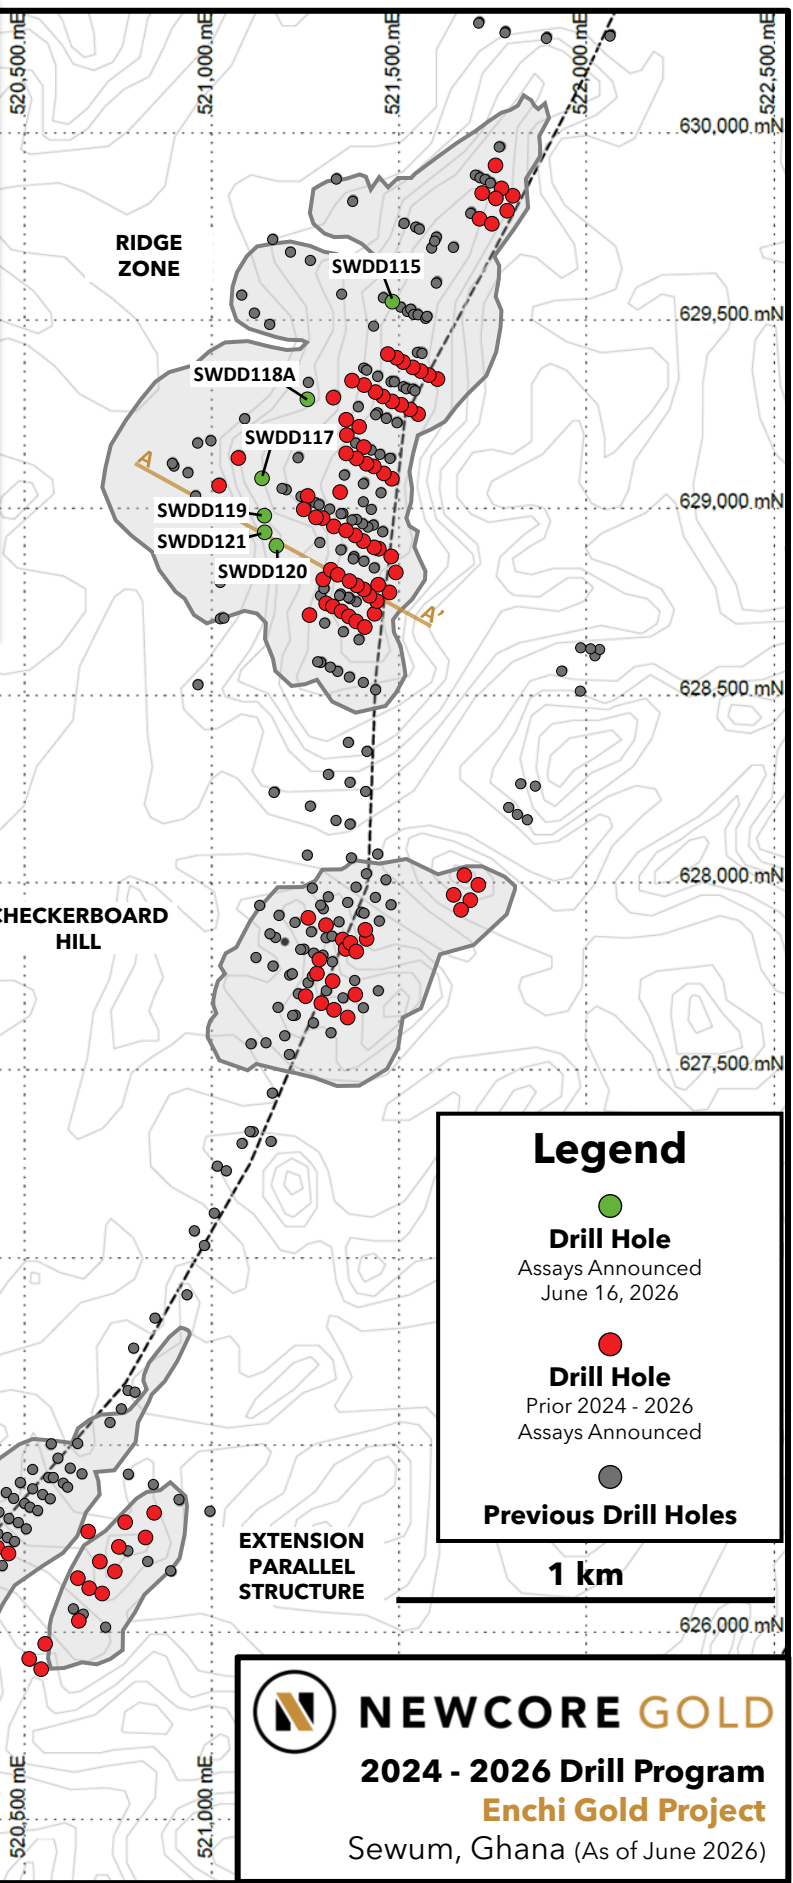 520,500 mE
521,000 mE
521,500 mE
522,000 mE
522,500 mE
630,000 mN
RIDGE
ZONE
SWDD115
629,500 mN
SWDD118A
SWDD117
A
629,000 mN
SWDD119
SWDD121
SWDD120
A'
628,500 mN
628,000 mN
CHECKERBOARD
HILL
627,500 mN
Legend
Drill Hole
Assays Announced
June 16, 2026
Drill Hole
Prior 2024 - 2026
Assays Announced
Previous Drill Holes
EXTENSION
PARALLEL
STRUCTURE
1 km
626,000 mN
520,500 mE
521,000 mE
N NEWCORE GOLD
2024 - 2026 Drill Program
Enchi Gold Project
Sewum, Ghana (As of June 2026)